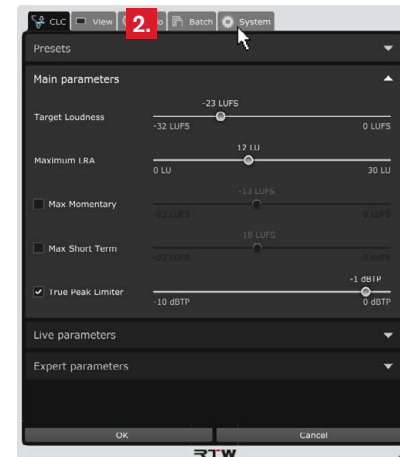 CLC View 2. o Batch System
Presets
Main parameters
-23 LUFS
Target Loudness
-32 LUFS 0 LUFS
12 LU
Maximum LRA
0 LU 30 LU
-13 LUFS
Max Momentary
0 LUFS
-18 LUFS
Max Short Term
-32 LUFS 0 LUFS
-1 dBTP
True Peak Limiter
-10 dBTP 0 dBTP
Live parameters
Expert parameters
OK Cancel
RTW